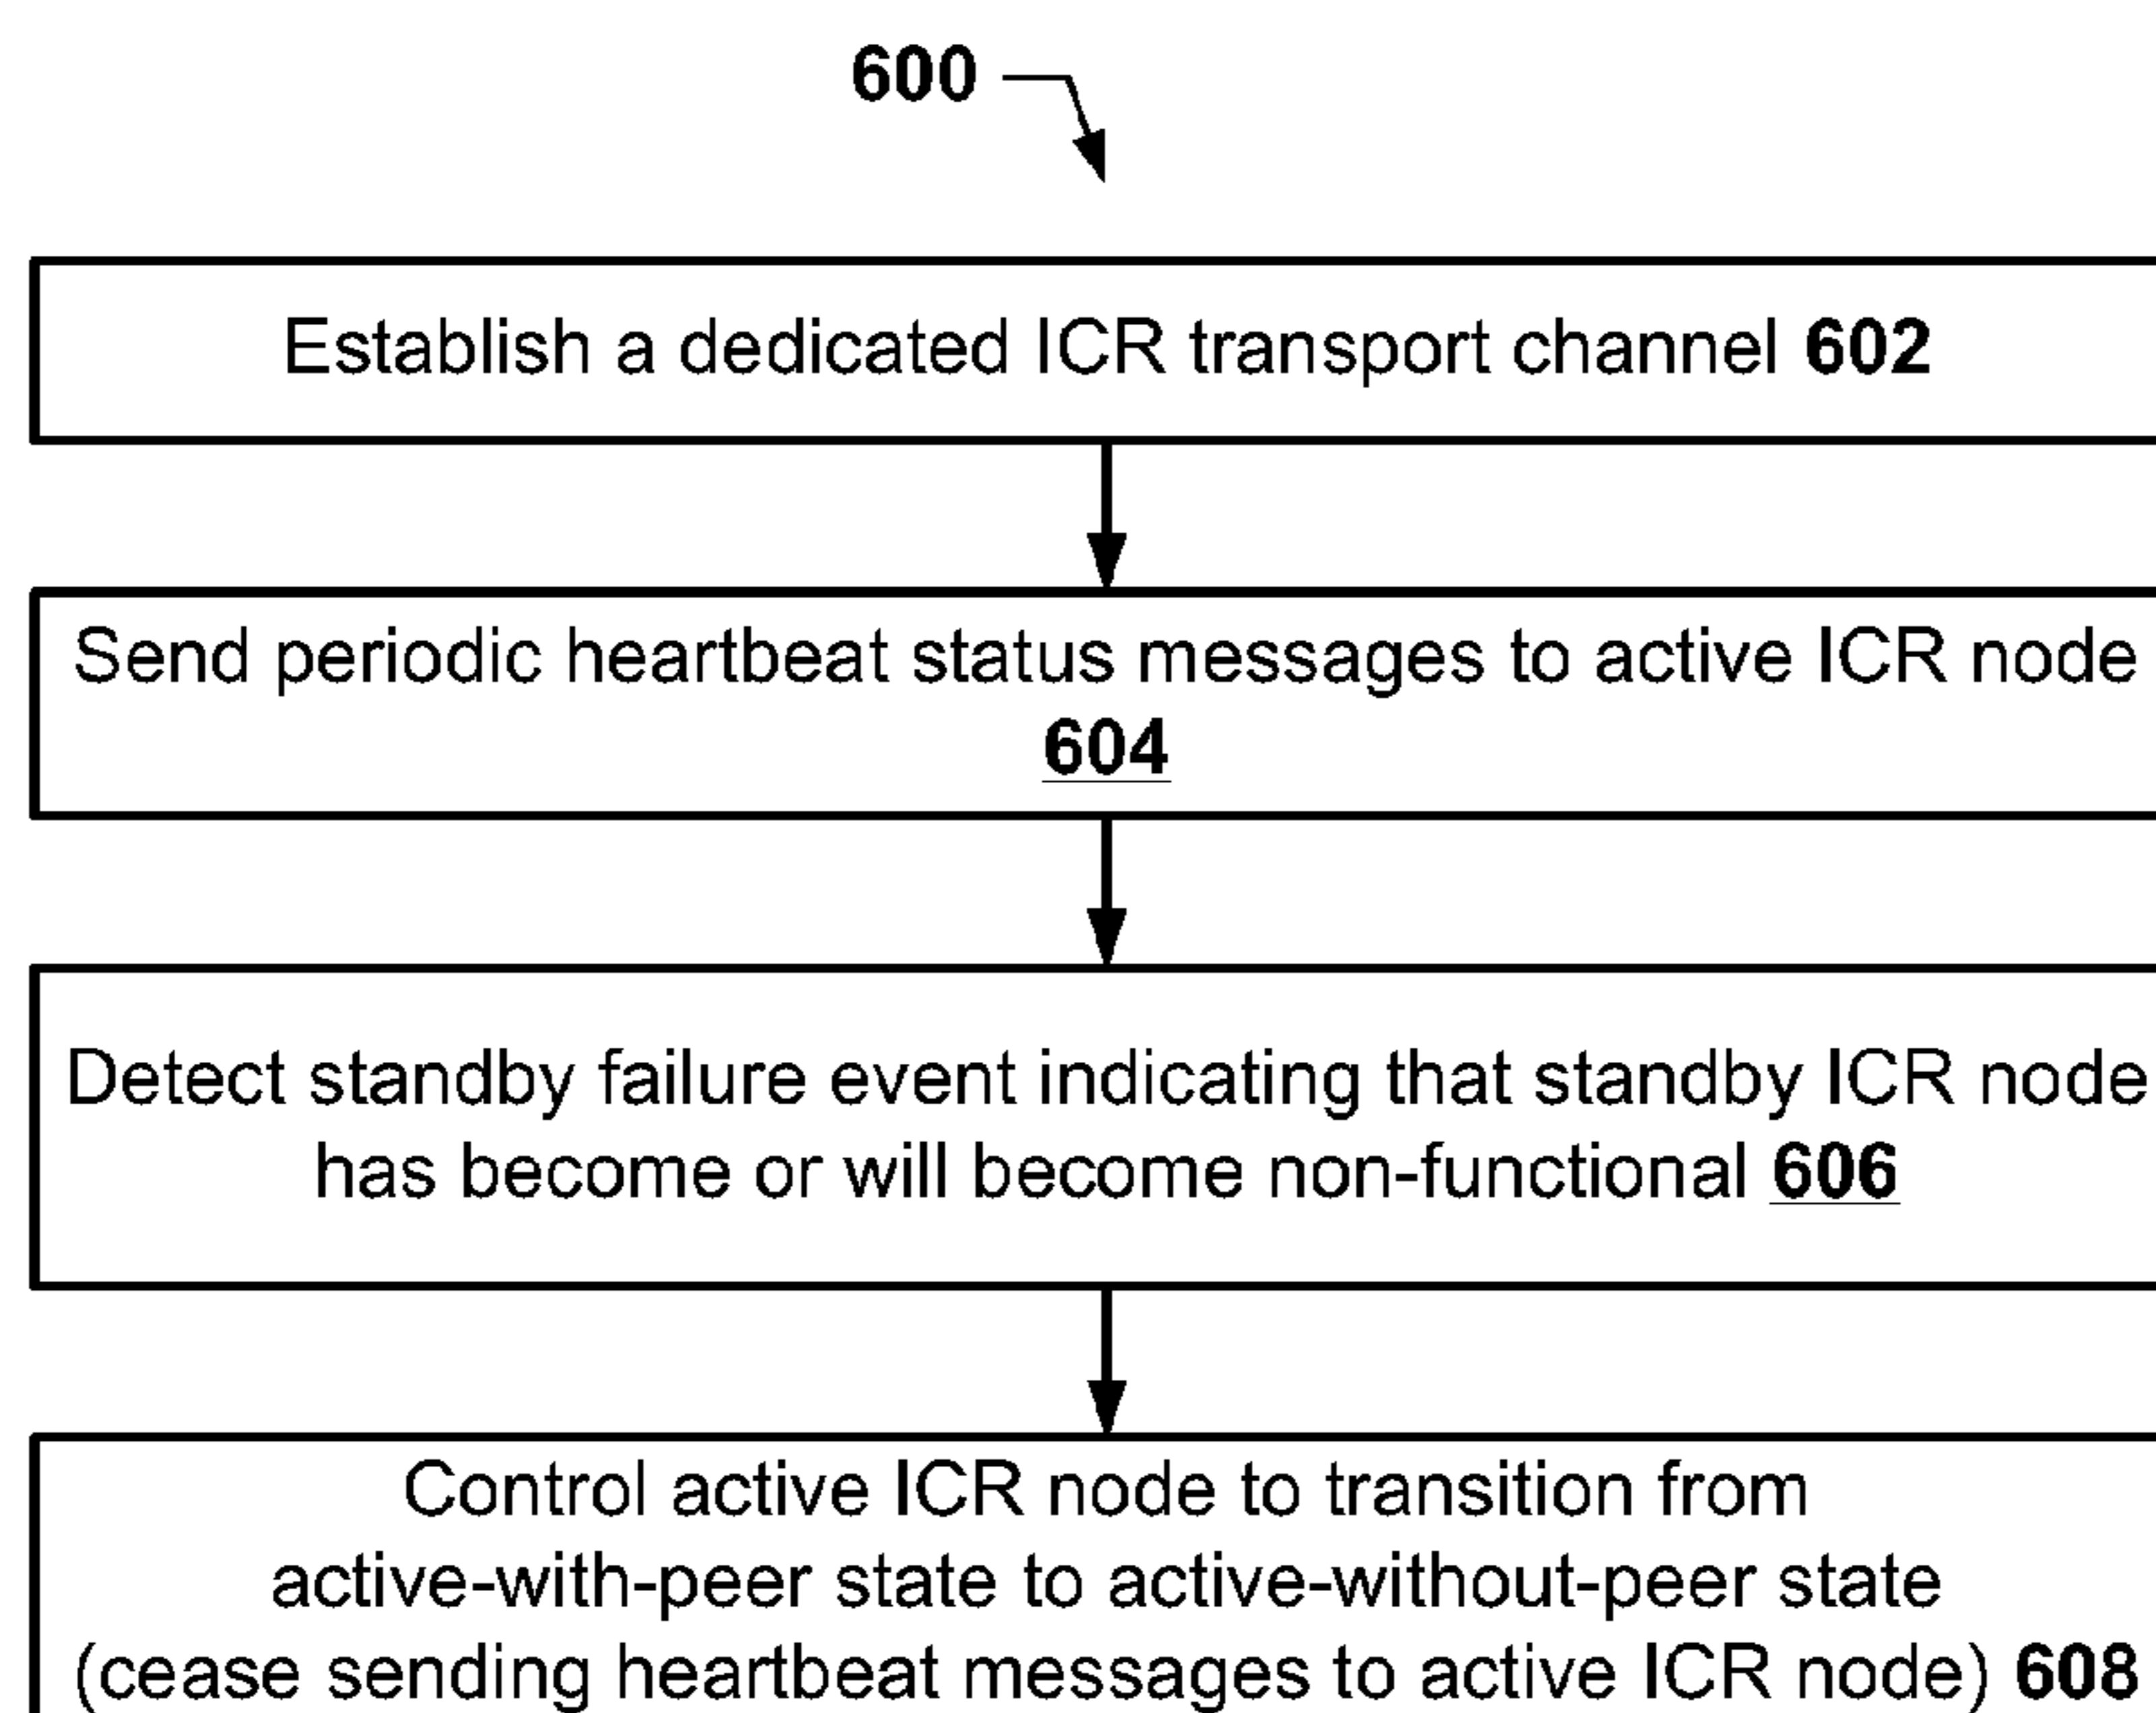 600
Establish a dedicated ICR transport channel 602
Send periodic heartbeat status messages to active ICR node
604
Detect standby failure event indicating that standby ICR node
has become or will become non-functional 606
Control active ICR node to transition from
active-with-peer state to active-without-peer state
(cease sending heartbeat messages to active ICR node) 608